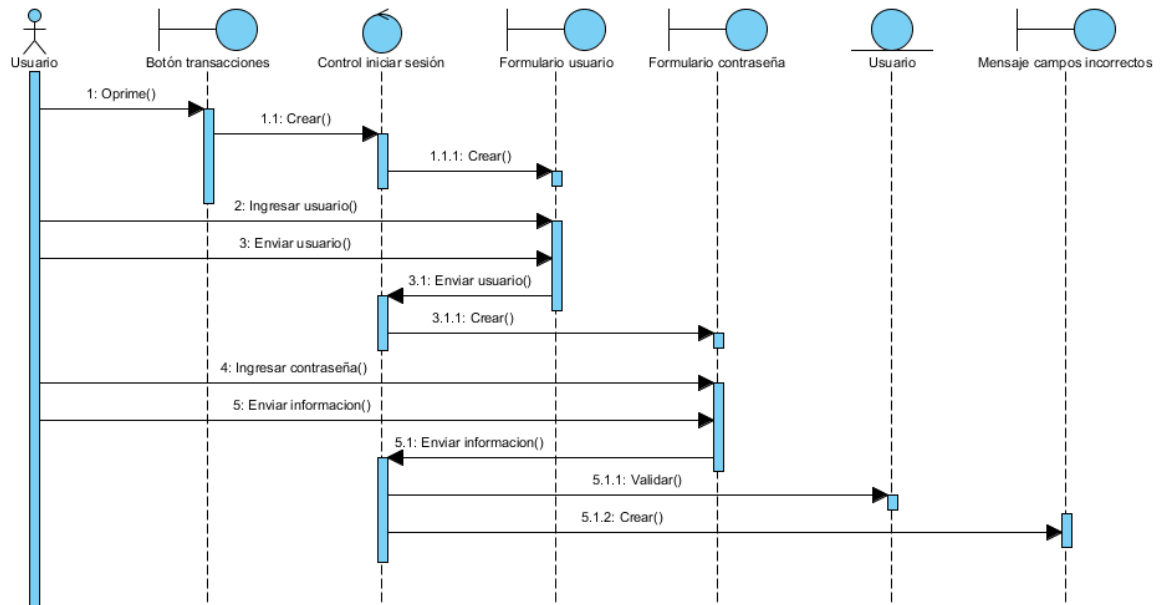 Usuario
Botón transacciones
Control iniciar sesión
Formulario usuario
Formulario contraseña
Usuario
Mensaje campos incorrectos
1: Oprime()
1.1: Crear()
1.1.1: Crear()
2: Ingresar usuario()
3: Enviar usuario()
3.1: Enviar usuario()
3.1.1: Crear()
4: Ingresar contraseña()
5: Enviar informacion()
5.1: Enviar informacion()
5.1.1: Validar()
5.1.2: Crear()